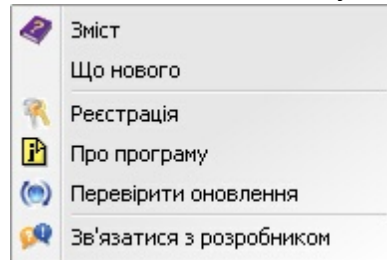 Зміст
Що нового
Реєстрація
Про програму
Перевірити оновлення
Зв'язатися з розробником